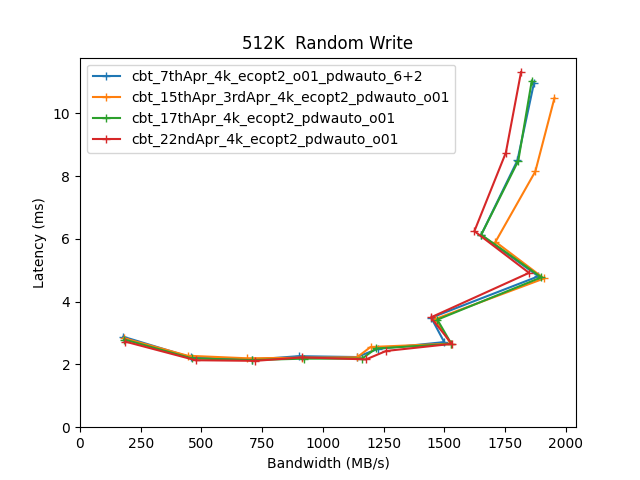 512K  Random Write
cbt_7thApr_4k_ecopt2_o01_pdwauto_6+2
cbt_15thApr_3rdApr_4k_ecopt2_pdwauto_o01
cbt_17thApr_4k_ecopt2_pdwauto_o01
cbt_22ndApr_4k_ecopt2_pdwauto_o01
10
8
6
4
2
0
Latency (ms)
0 250 500 750 1000 1250 1500 1750 2000
Bandwidth (MB/s)